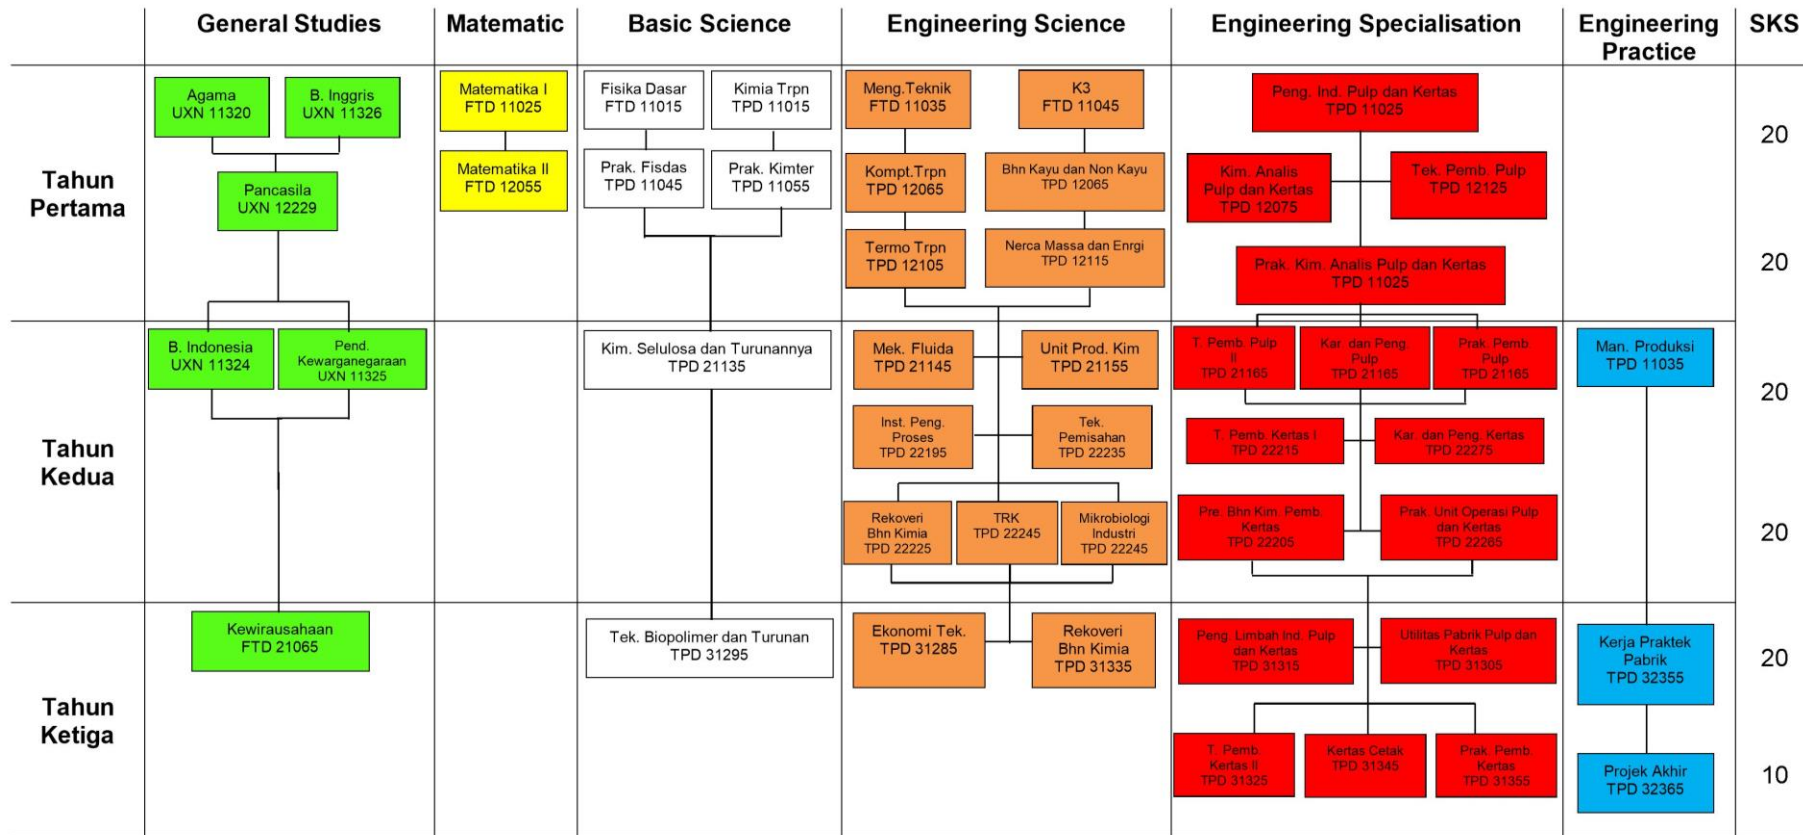 General Studies
Matematic
Basic Science
Engineering Science
Engineering Specialisation
Engineering
Practice
SKS
Tahun
Pertama
Agama
UXN 11320
B. Inggris
UXN 11326
Pancasila
UXN 12229
Matematika I
FTD 11025
Matematika II
FTD 12055
Fisika Dasar
FTD 11015
Kimia Trpn
TPD 11015
Prak. Fisdas
TPD 11045
Prak. Kimter
TPD 11055
Meng.Teknik
FTD 11035
K3
FTD 11045
Kompt.Trpn
TPD 12065
Bhn Kayu dan Non Kayu
TPD 12065
Termo Trpn
TPD 12105
Nerca Massa dan Enrgi
TPD 12115
Peng. Ind. Pulp dan Kertas
TPD 11025
Kim. Analis
Pulp dan Kertas
TPD 12075
Tek. Pemb. Pulp
TPD 12125
Prak. Kim. Analis Pulp dan Kertas
TPD 11025
20
20
Tahun
Kedua
B. Indonesia
UXN 11324
Pend.
Kewarganegaraan
UXN 11325
Kim. Selulosa dan Turunannya
TPD 21135
Mek. Fluida
TPD 21145
Unit Prod. Kim
TPD 21155
Inst. Peng.
Proses
TPD 22195
Tek.
Pemisahan
TPD 22235
Rekoveri
Bhn Kimia
TPD 22225
TRK
TPD 22245
Mikrobiologi
Industri
TPD 22245
T. Pemb. Pulp
II
TPD 21165
Kar. dan Peng.
Pulp
TPD 21165
Prak. Pemb.
Pulp
TPD 21165
T. Pemb. Kertas I
TPD 22215
Kar. dan Peng. Kertas
TPD 22275
Pre. Bhn Kim. Pemb.
Kertas
TPD 22205
Prak. Unit Operasi Pulp
dan Kertas
TPD 22265
Man. Produksi
TPD 11035
20
20
Tahun
Ketiga
Kewirausahaan
FTD 21065
Tek. Biopolimer dan Turunan
TPD 31295
Ekonomi Tek.
TPD 31285
Rekoveri
Bhn Kimia
TPD 31335
Peng. Limbah Ind. Pulp
dan Kertas
TPD 31315
Utilitas Pabrik Pulp dan
Kertas
TPD 31305
T. Pemb.
Kertas II
TPD 31325
Kertas Cetak
TPD 31345
Prak. Pemb.
Kertas
TPD 31355
Kerja Praktek
Pabrik
TPD 32355
Projek Akhir
TPD 32365
20
10